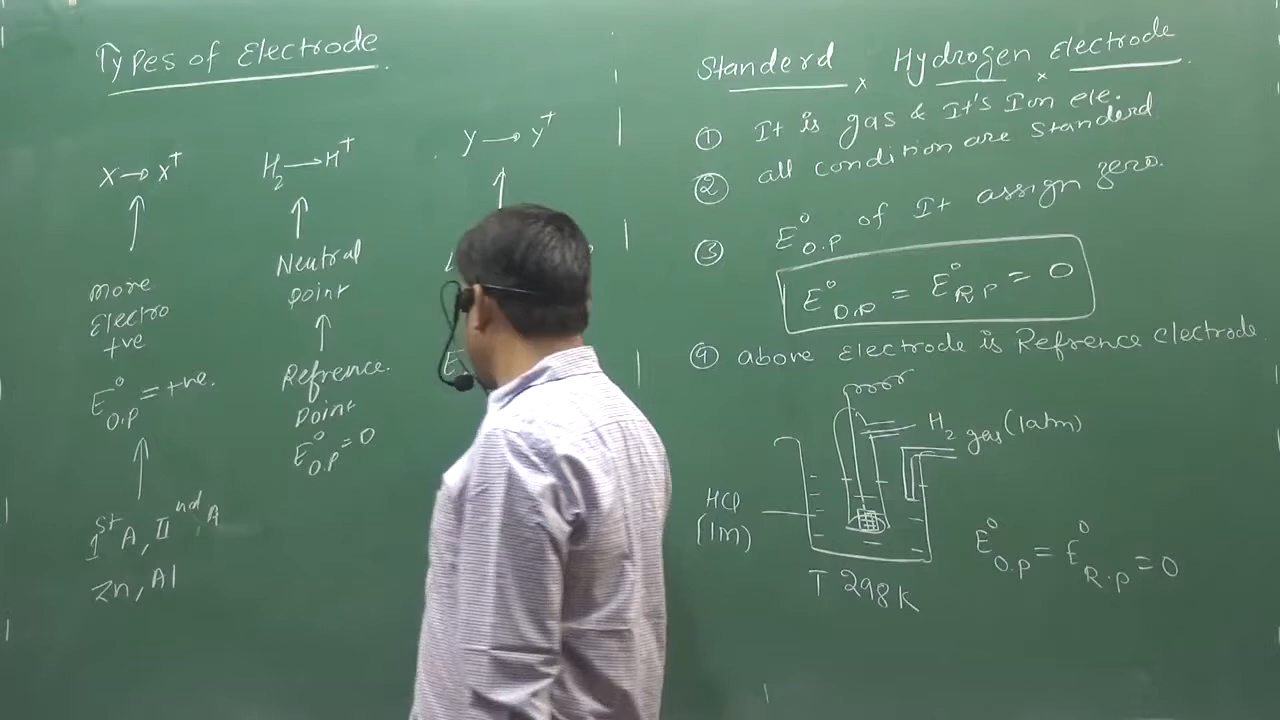 Types of Electrode
X → X⁺
More
Electro
+ve
E°O.P = +ve.
1st A, IInd A
Zn, Al
H₂ → H⁺
Neutral
point
Refrence
point
E°O.P = 0
Y → Y⁺
E
Standerd Hydrogen Electrode
① It is gas & It's Ion ele.
② all condition are standerd
③ E°O.P of It assign zero.
E°O.P = E°R.P = 0
④ above Electrode is Refrence electrode.
H₂ gas (1atm)
HCl
(1M)
T 298K
E°O.P = E°R.P = 0